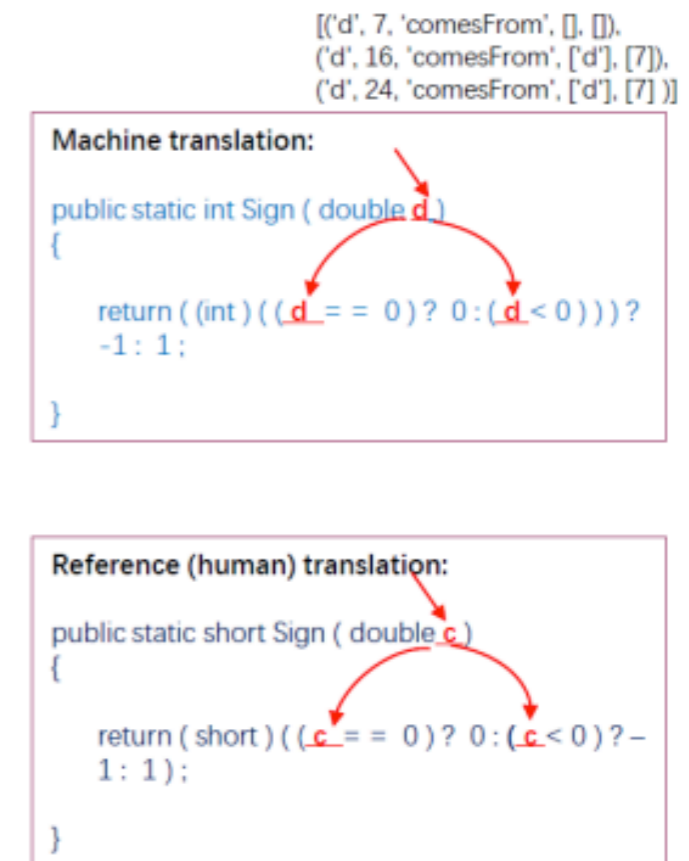 [('d', 7, 'comesFrom', [], []),
('d', 16, 'comesFrom', ['d'], [7]),
('d', 24, 'comesFrom', ['d'], [7] )]
Machine translation:
public static int Sign ( double d )
{
return ( (int ) ( ( d = = 0 ) ? 0 : ( d < 0 ) ) ) ?
-1 : 1 ;
}
Reference (human) translation:
public static short Sign ( double c )
{
return ( short ) ( ( c = = 0 ) ? 0 : ( c < 0 ) ? –
1 : 1 ) ;
}